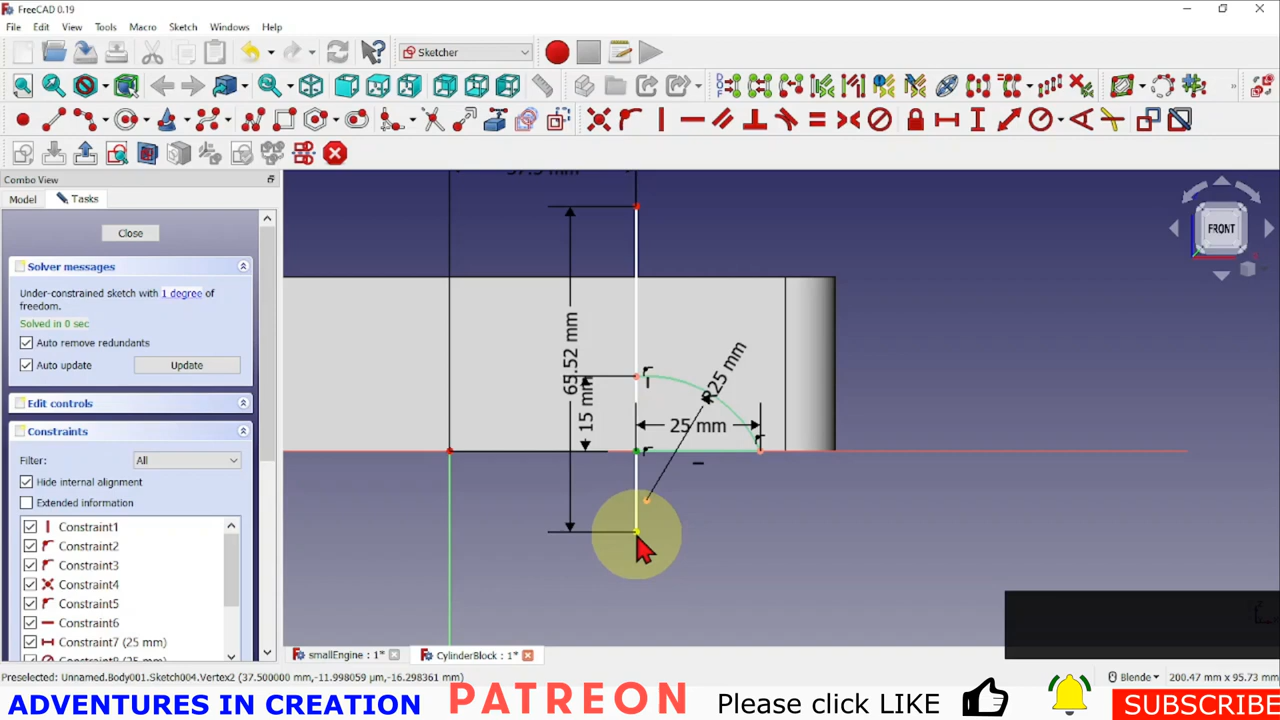 FreeCAD 0.19
File Edit View Tools Macro Sketch Windows Help
Sketcher
Combo View
Model Tasks
Close
Solver messages
Under-constrained sketch with 1 degree of
freedom.
Solved in 0 sec
Auto remove redundants
Auto update Update
Edit controls
Constraints
Filter: All
Hide internal alignment
Extended information
Constraint1
Constraint2
Constraint3
Constraint4
Constraint5
Constraint6
Constraint7 (25 mm)
FRONT
65.52 mm
15 mm
R25 mm
25 mm
smallEngine : 1*
CylinderBlock : 1*
Preselected: Unnamed.Body001.Sketch004.Vertex2 (37.500000 mm,-11.998059 µm,-16.298361 mm)
Blende
200.47 mm x 95.73 mm
ADVENTURES IN CREATION PATREON Please click LIKE SUBSCRIBE